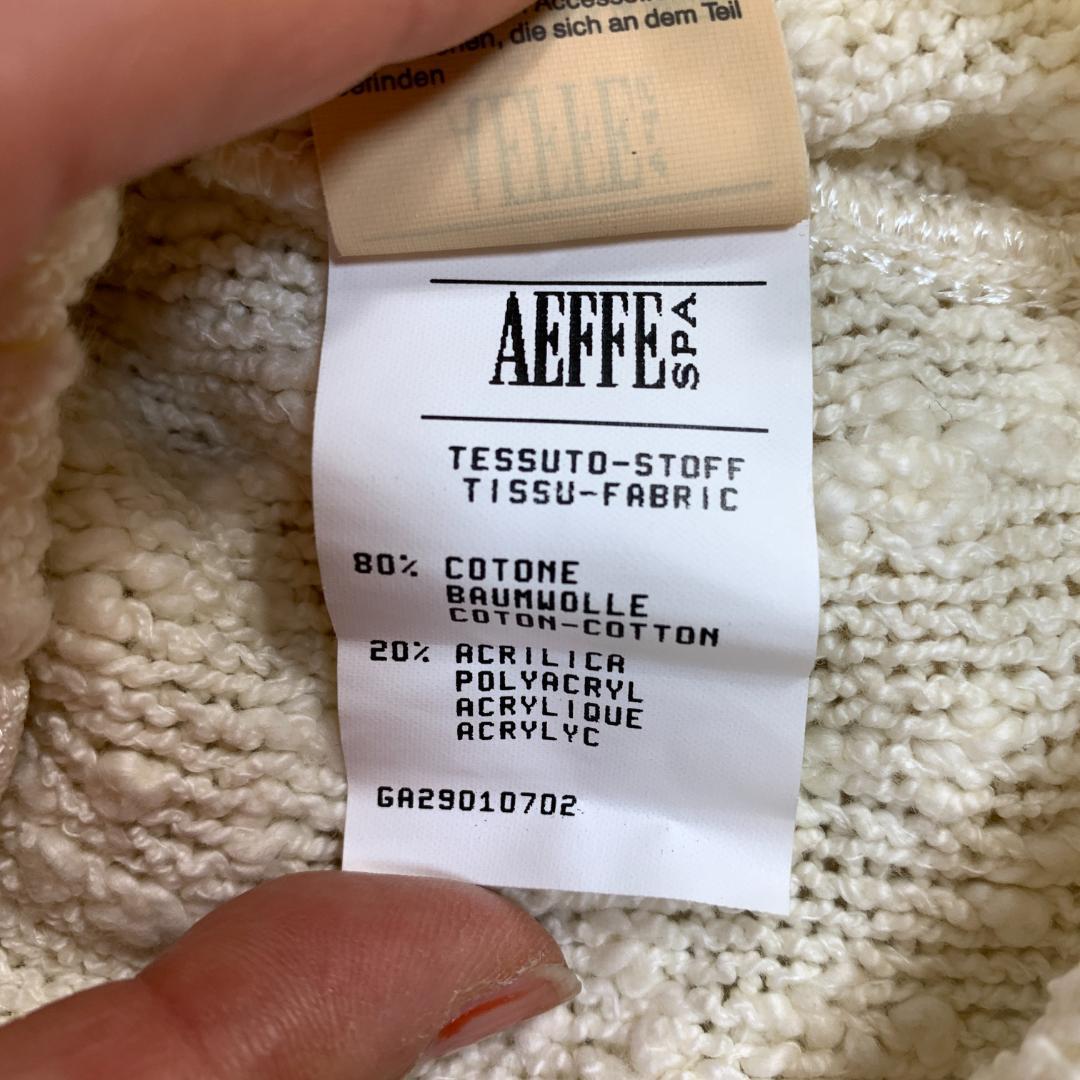 die sich an dem Teil
AEFFE SPA
TESSUTO-STOFF
TISSU-FABRIC
80% COTONE
BAUMWOLLE
COTON-COTTON
20% ACRILICA
POLYACRYL
ACRYLIQUE
ACRYLYC
GA29010702